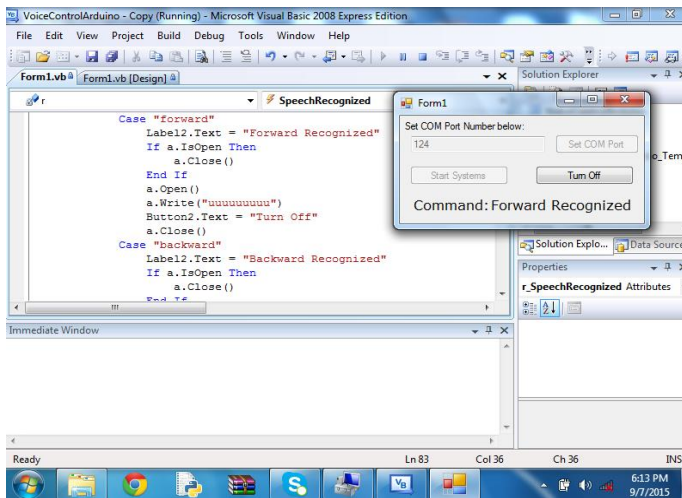 VoiceControlArduino - Copy (Running) - Microsoft Visual Basic 2008 Express Edition
File Edit View Project Build Debug Tools Window Help
Form1.vb Form1.vb [Design]
Solution Explorer
r SpeechRecognized
Case "forward"
Label2.Text = "Forward Recognized"
If a.IsOpen Then
a.Close()
End If
a.Open()
a.Write("uuuuuuuuu")
Button2.Text = "Turn Off"
a.Close()
Case "backward"
Label2.Text = "Backward Recognized"
If a.IsOpen Then
a.Close()
End If
Form1
Set COM Port Number below:
124 Set COM Port
Start Systems Turn Off
Command: Forward Recognized
o_Tem
Solution Explo... Data Source
Properties
r_SpeechRecognized Attributes
Immediate Window
Ready Ln 83 Col 36 Ch 36 INS
6:13 PM
9/7/2015